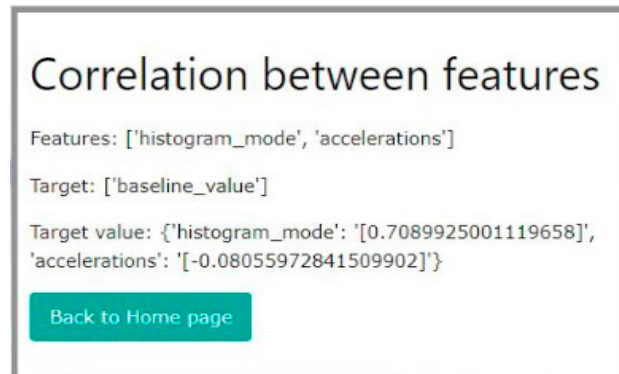 Correlation between features
Features: ['histogram_mode', 'accelerations']
Target: ['baseline_value']
Target value: {'histogram_mode': '[0.7089925001119658]',
'accelerations': '[-0.08055972841509902]'}
Back to Home page